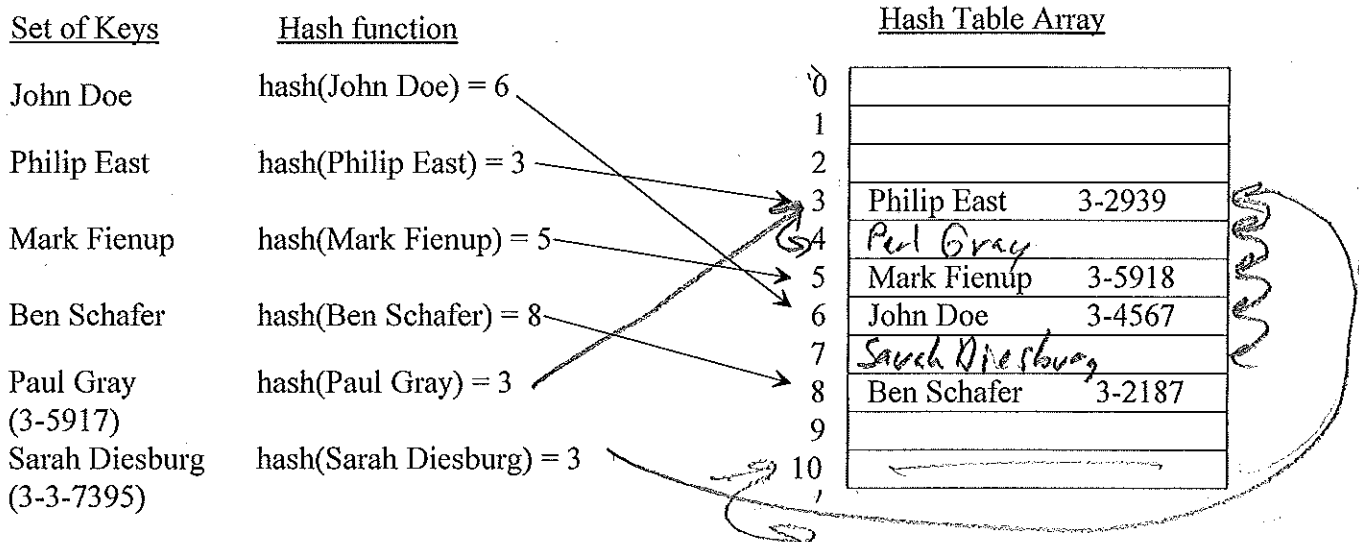 Set of Keys Hash function Hash Table Array
John Doe hash(John Doe) = 6
Philip East hash(Philip East) = 3
Mark Fienup hash(Mark Fienup) = 5
Ben Schafer hash(Ben Schafer) = 8
Paul Gray hash(Paul Gray) = 3
(3-5917)
Sarah Diesburg hash(Sarah Diesburg) = 3
(3-3-7395)
0
1
2
3 Philip East 3-2939
4 Paul Gray
5 Mark Fienup 3-5918
6 John Doe 3-4567
7 Sarah Diesburg
8 Ben Schafer 3-2187
9
10